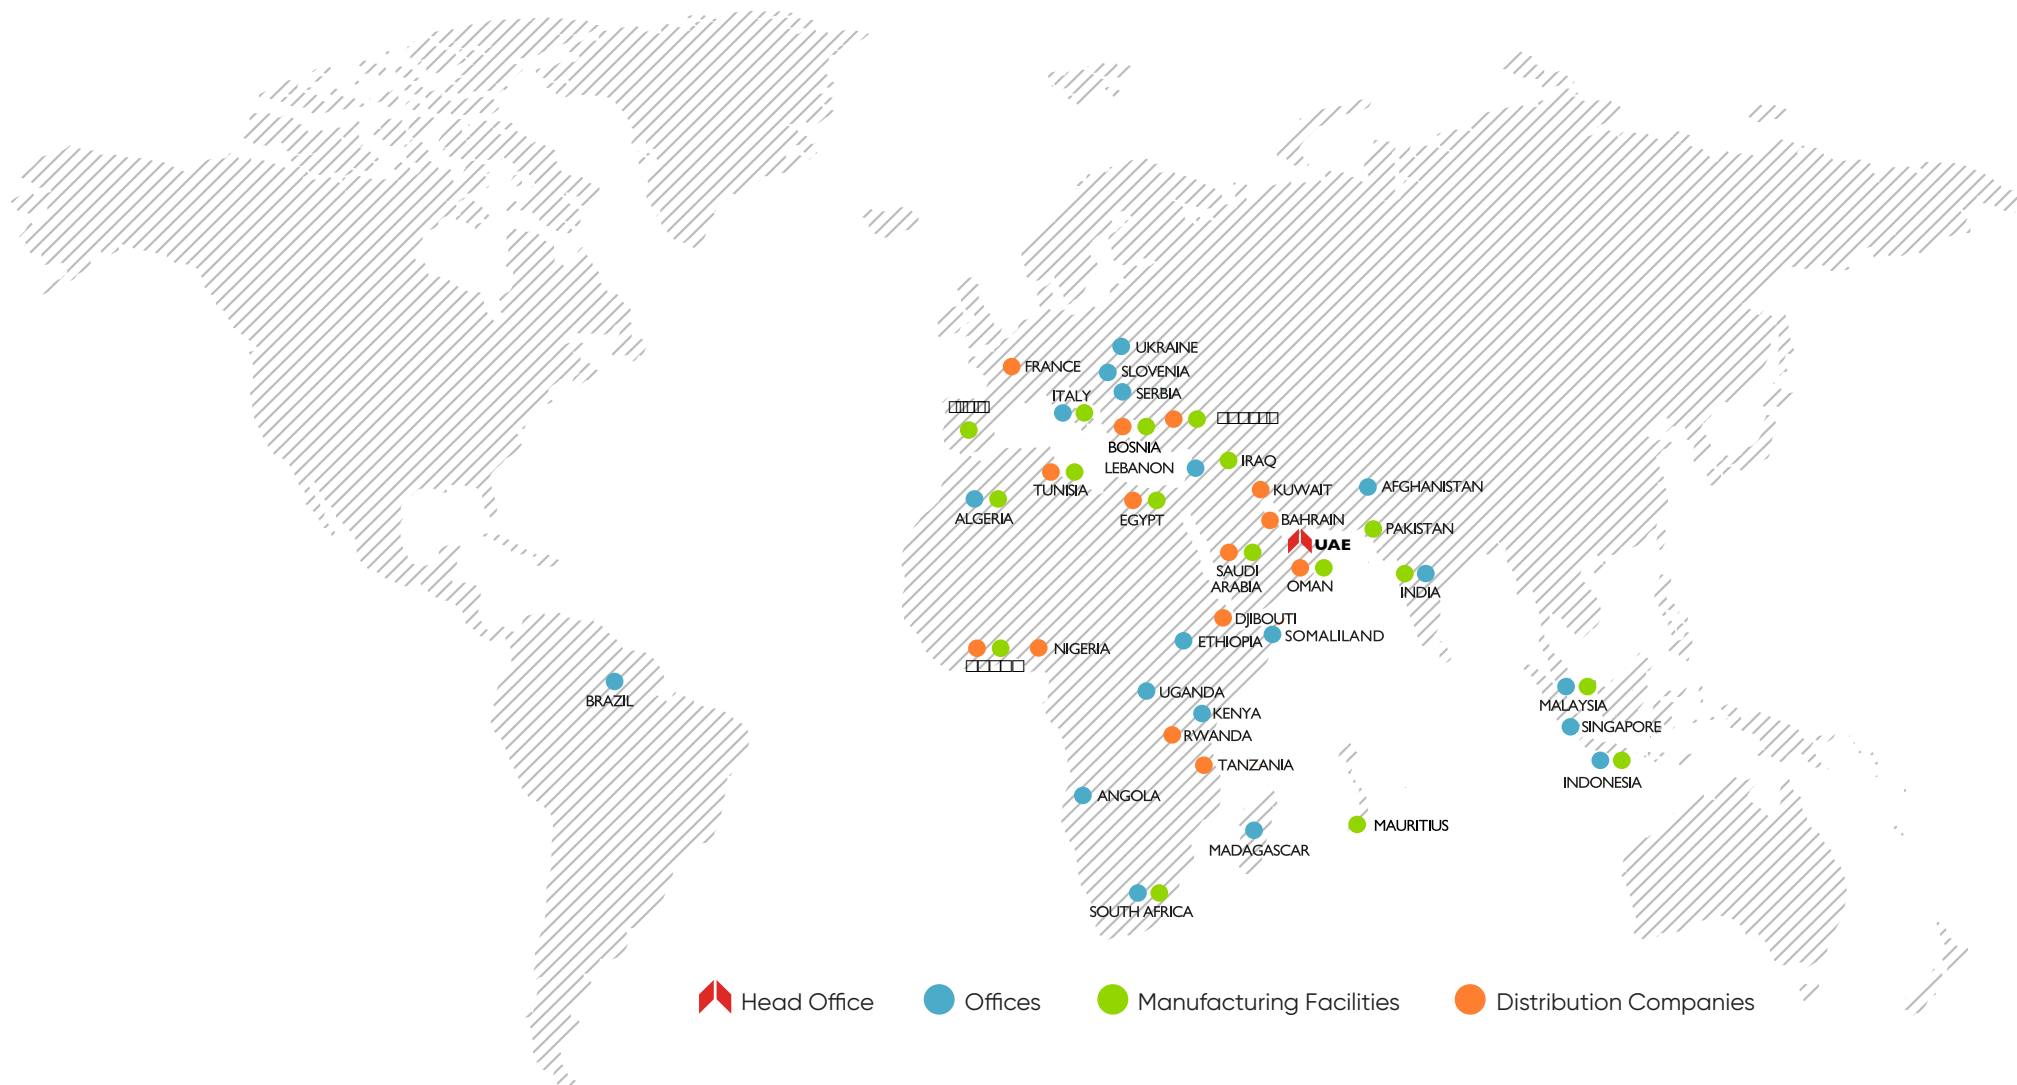 UKRAINE
FRANCE
SLOVENIA
ITALY
SERBIA
BOSNIA
LEBANON
IRAQ
TUNISIA
KUWAIT
AFGHANISTAN
ALGERIA
EGYPT
BAHRAIN
PAKISTAN
UAE
SAUDI
ARABIA
OMAN
INDIA
DJIBOUTI
ETHIOPIA
SOMALILAND
NIGERIA
BRAZIL
UGANDA
MALAYSIA
KENYA
SINGAPORE
RWANDA
TANZANIA
INDONESIA
ANGOLA
MAURITIUS
MADAGASCAR
SOUTH AFRICA
Head Office
Offices
Manufacturing Facilities
Distribution Companies